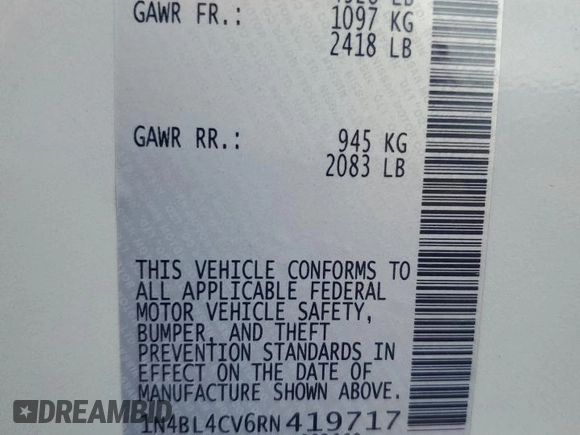 GAWR FR.: 1097 KG
2418 LB
GAWR RR.: 945 KG
2083 LB
THIS VEHICLE CONFORMS TO
ALL APPLICABLE FEDERAL
MOTOR VEHICLE SAFETY,
BUMPER, AND THEFT
PREVENTION STANDARDS IN
EFFECT ON THE DATE OF
MANUFACTURE SHOWN ABOVE.
1N4BL4CV6RN419717
DREAMBID